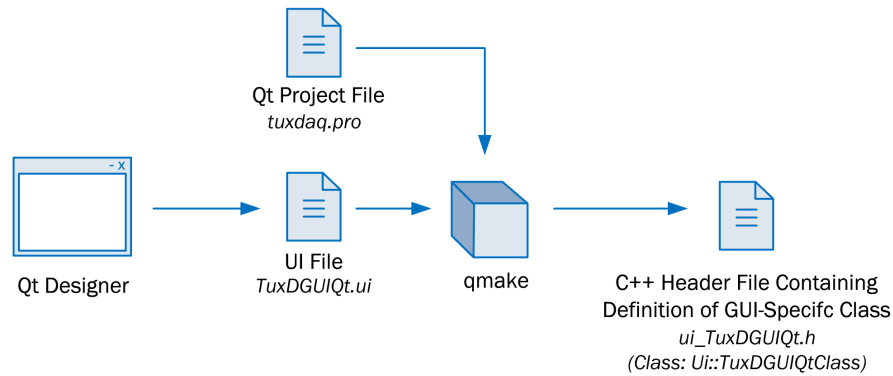 Qt Project File
tuxdaq.pro
- x
Qt Designer
UI File
TuxDGUIQt.ui
qmake
C++ Header File Containing
Definition of GUI-Specifc Class
ui_TuxDGUIQt.h
(Class: Ui::TuxDGUIQtClass)